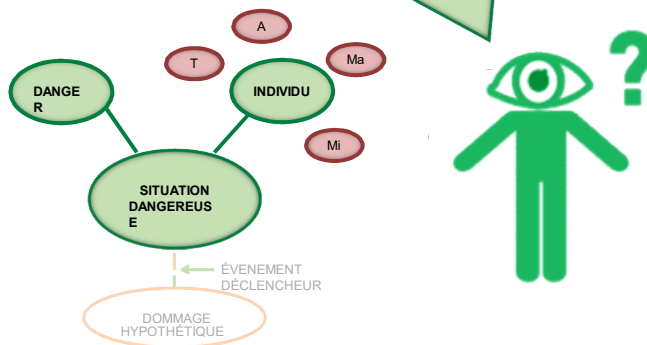 A
T
Ma
DANGE
R
INDIVIDU
Mi
SITUATION
DANGEREUS
E
ÉVENEMENT
DÉCLENCHEUR
DOMMAGE
HYPOTHÉTIQUE
?